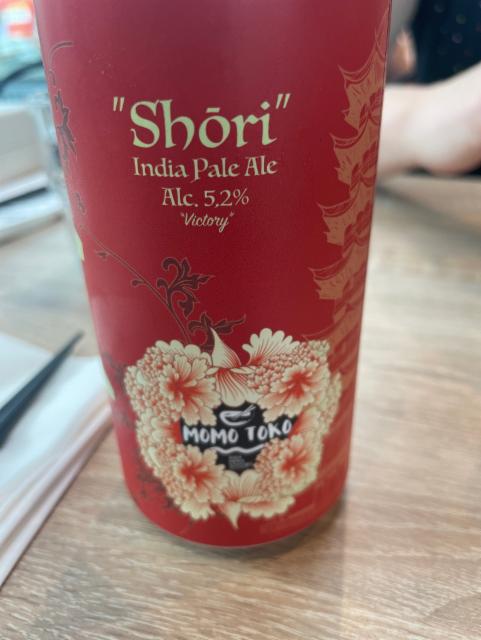 "Shōri"
India Pale Ale
Alc. 5,2%
"Victory"
MOMO TOKO